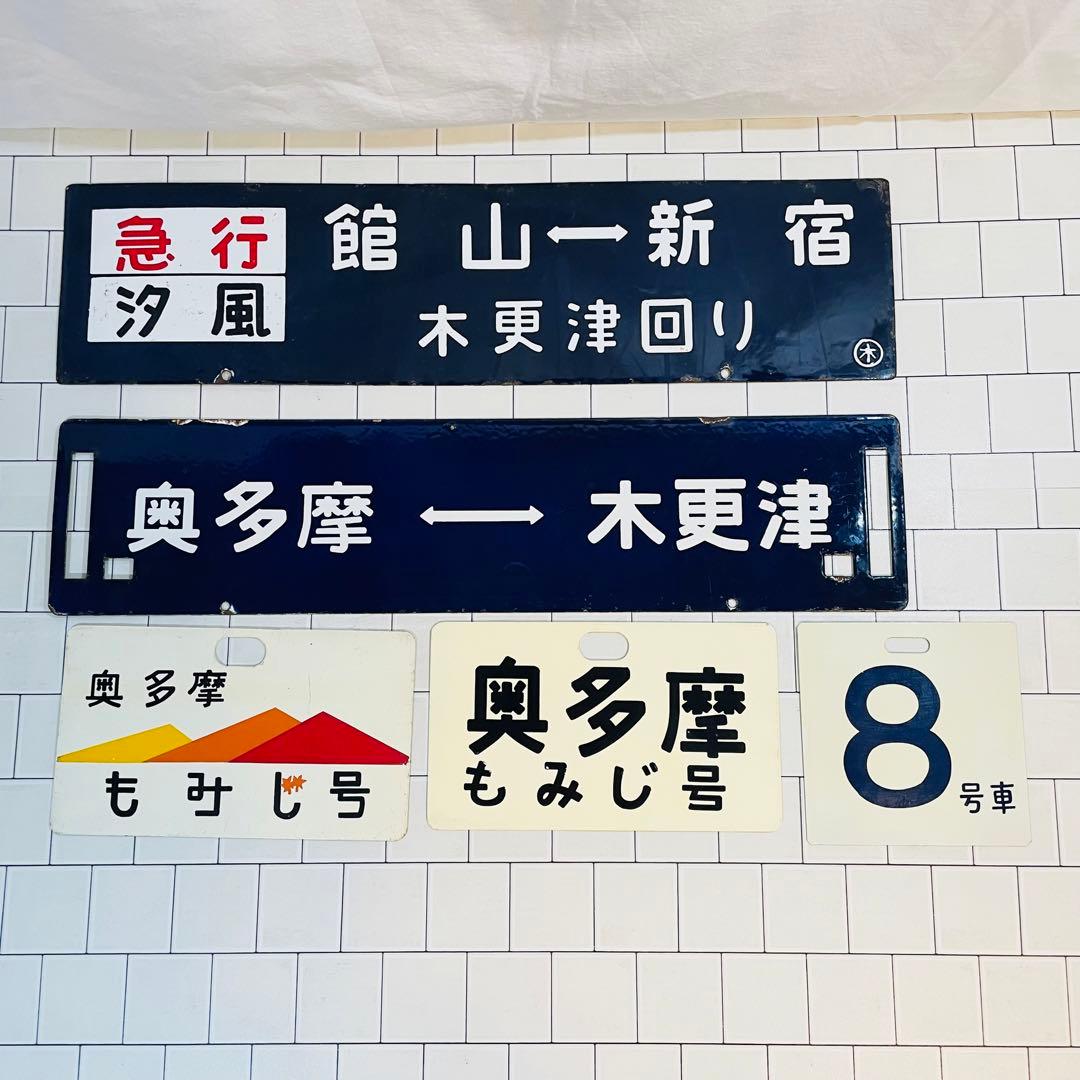 急行 館山↔新宿
汐風 木更津回り
木
奥多摩↔木更津
奥多摩
もみじ号
奥多摩
もみじ号
8号車